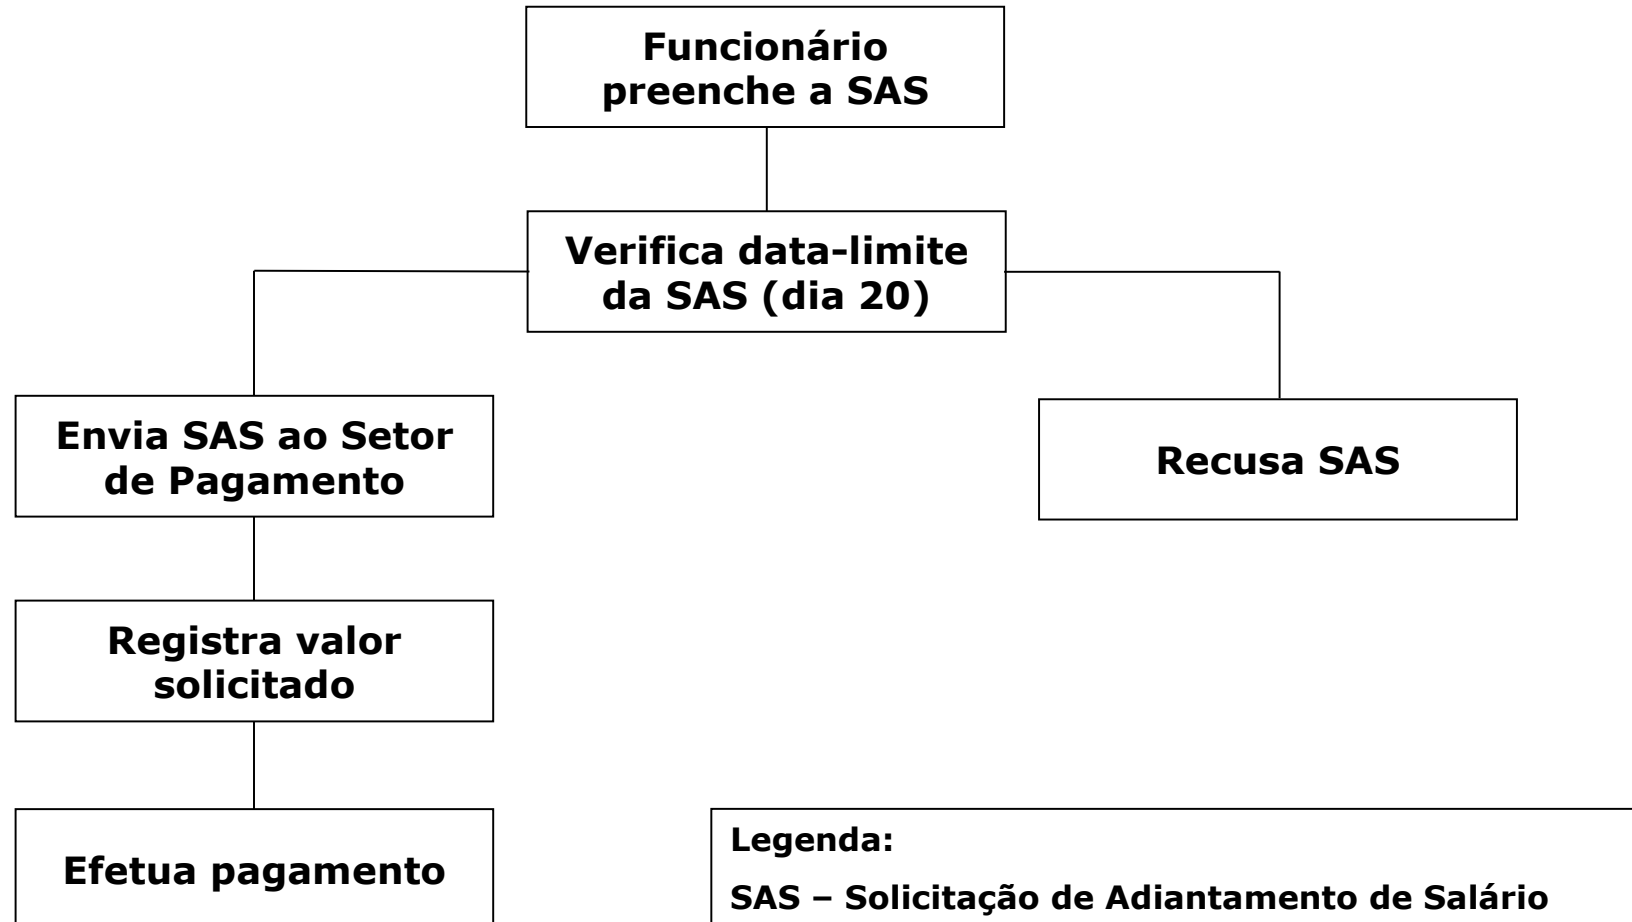 Funcionário
preenche a SAS
Verifica data-limite
da SAS (dia 20)
Envia SAS ao Setor
de Pagamento
Recusa SAS
Registra valor
solicitado
Efetua pagamento
Legenda:
SAS – Solicitação de Adiantamento de Salário